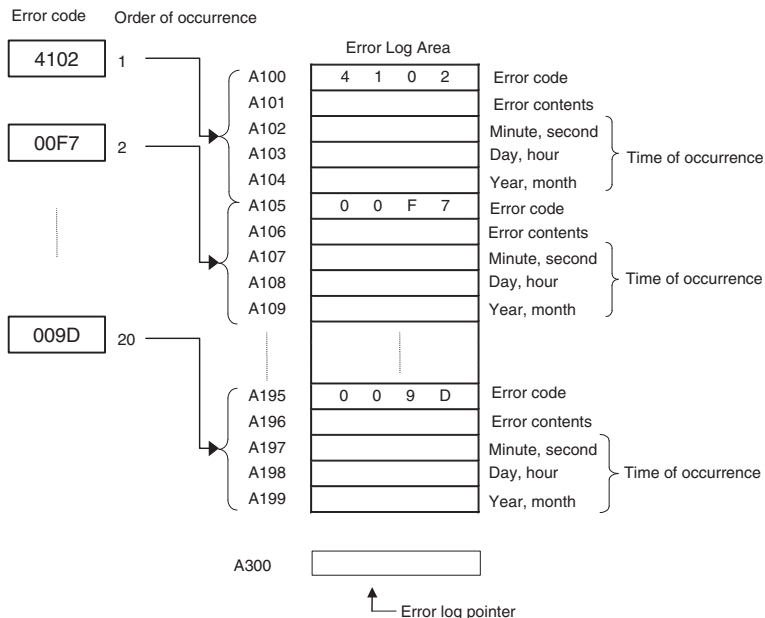 Error code Order of occurrence
Error Log Area
4102 1
A100 4 1 0 2 Error code
A101 Error contents
A102 Minute, second
A103 Day, hour
A104 Year, month
Time of occurrence
00F7 2
A105 0 0 F 7 Error code
A106 Error contents
A107 Minute, second
A108 Day, hour
A109 Year, month
Time of occurrence
009D 20
A195 0 0 9 D Error code
A196 Error contents
A197 Minute, second
A198 Day, hour
A199 Year, month
Time of occurrence
A300
Error log pointer